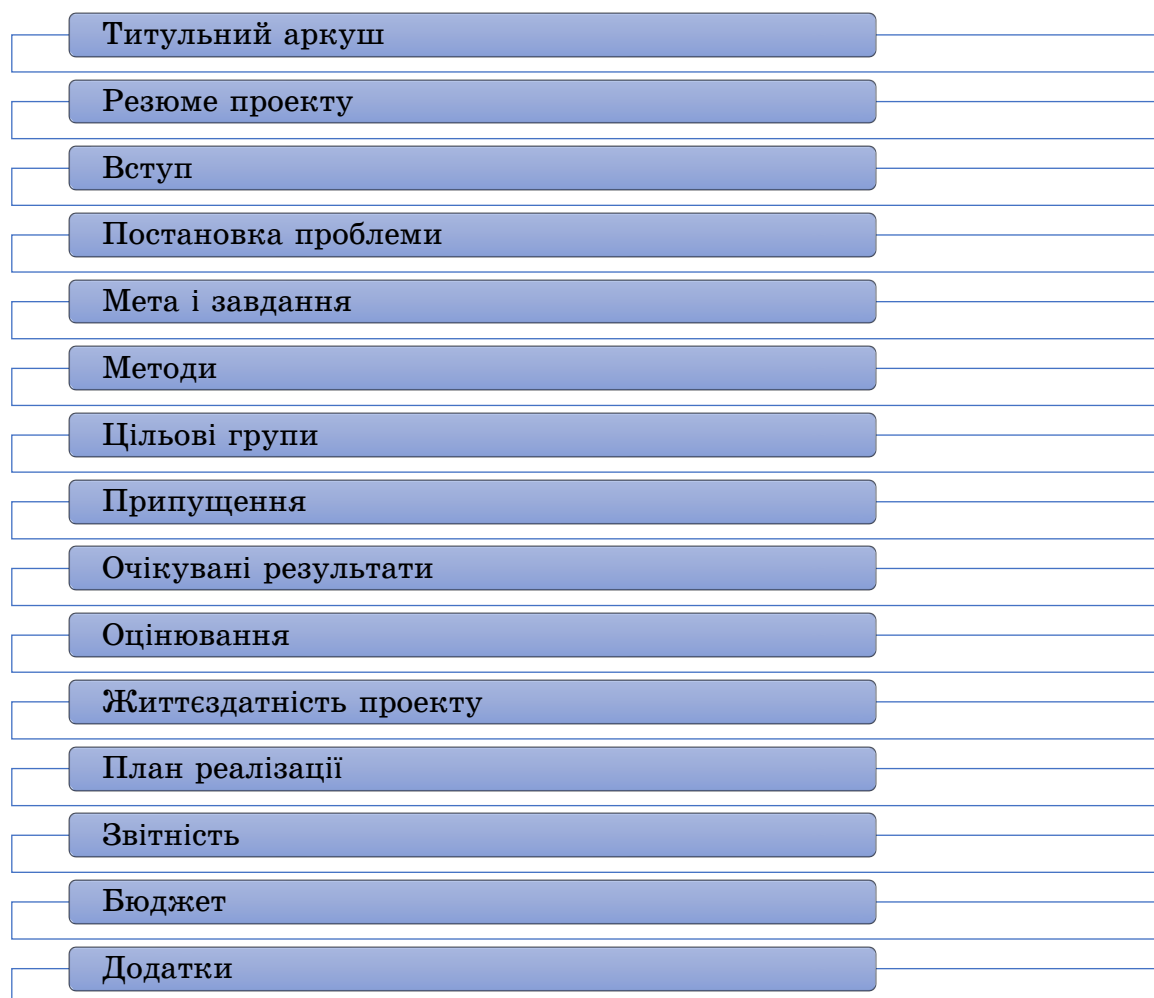 Титульний аркуш
Резюме проекту
Вступ
Постановка проблеми
Мета і завдання
Методи
Цільові групи
Припущення
Очікувані результати
Оцінювання
Життєздатність проекту
План реалізації
Звітність
Бюджет
Додатки